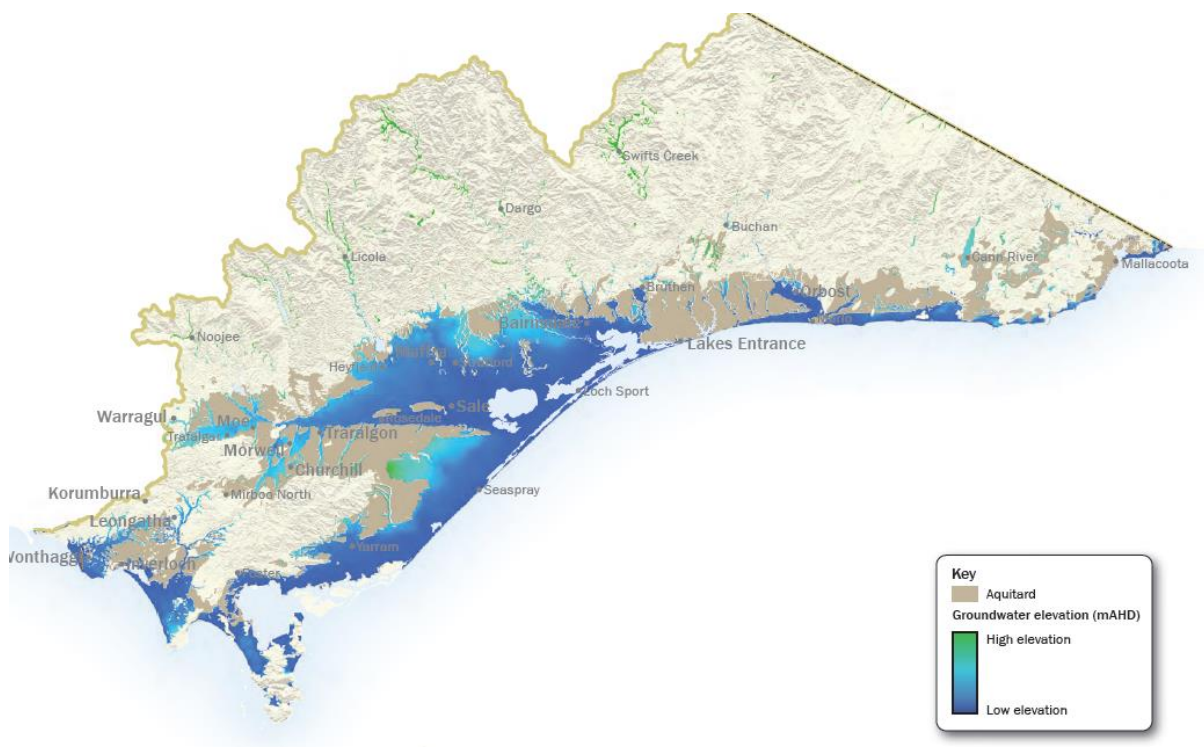 Swifts Creek
Dargo
Buchan
Licola
Cann River
Mallacoota
Bruthen
Orbost
Noojee
Lakes Entrance
Loch Sport
Sale
Warragul
Moe
Trafalgar
Traralgon
Morwell
Churchill
Seaspray
Korumburra
Mirboo North
Leongatha
Yarram
Key
Aquitard
Groundwater elevation (mAHD)
High elevation
Low elevation